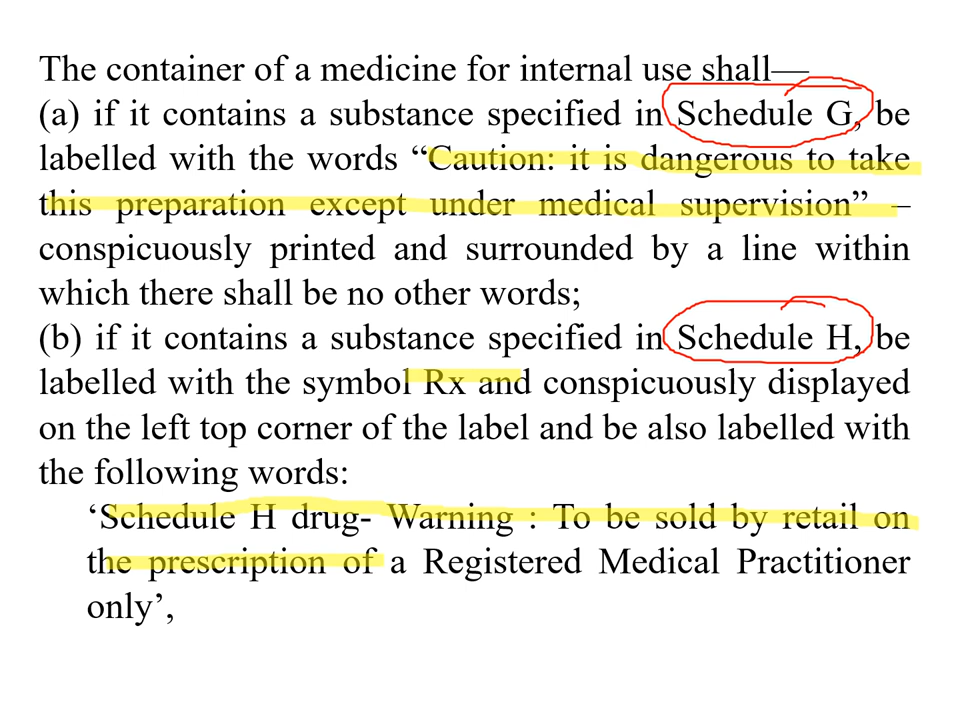 The container of a medicine for internal use shall—
(a) if it contains a substance specified in Schedule G, be
labelled with the words “Caution: it is dangerous to take
this preparation except under medical supervision” –
conspicuously printed and surrounded by a line within
which there shall be no other words;
(b) if it contains a substance specified in Schedule H, be
labelled with the symbol Rx and conspicuously displayed
on the left top corner of the label and be also labelled with
the following words:
‘Schedule H drug- Warning : To be sold by retail on
the prescription of a Registered Medical Practitioner
only’,